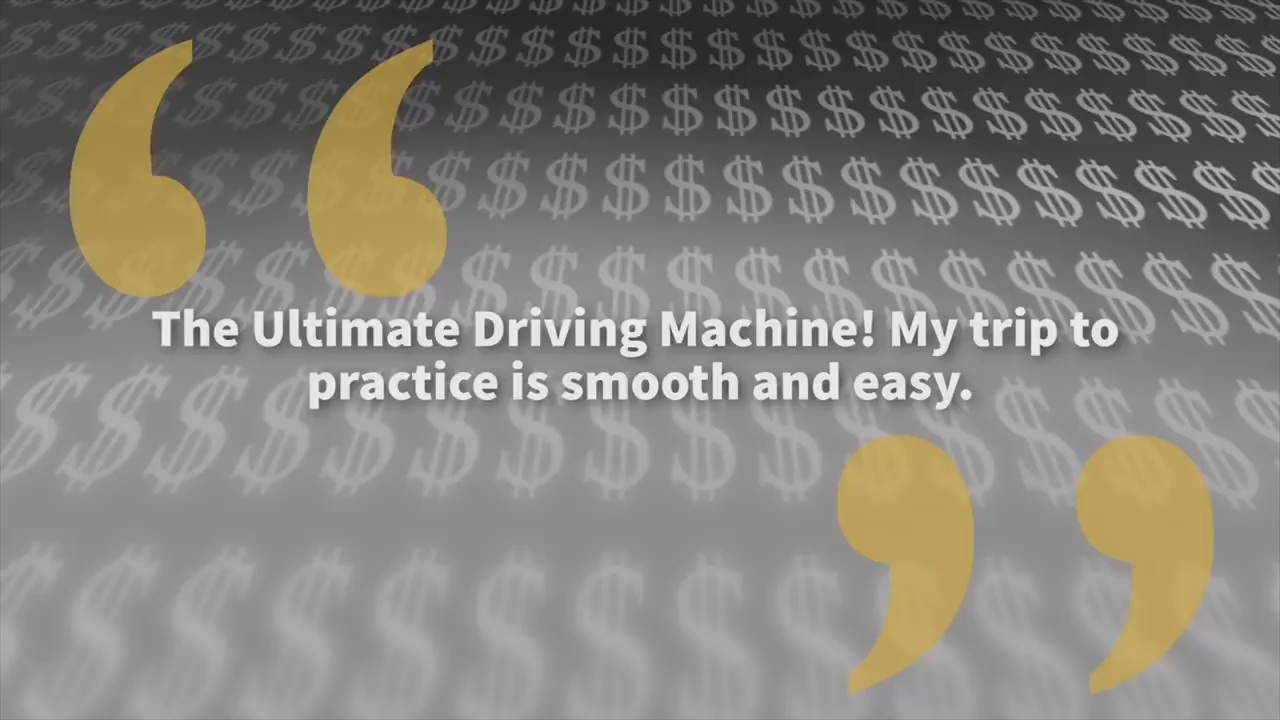 The Ultimate Driving Machine! My trip to
practice is smooth and easy.